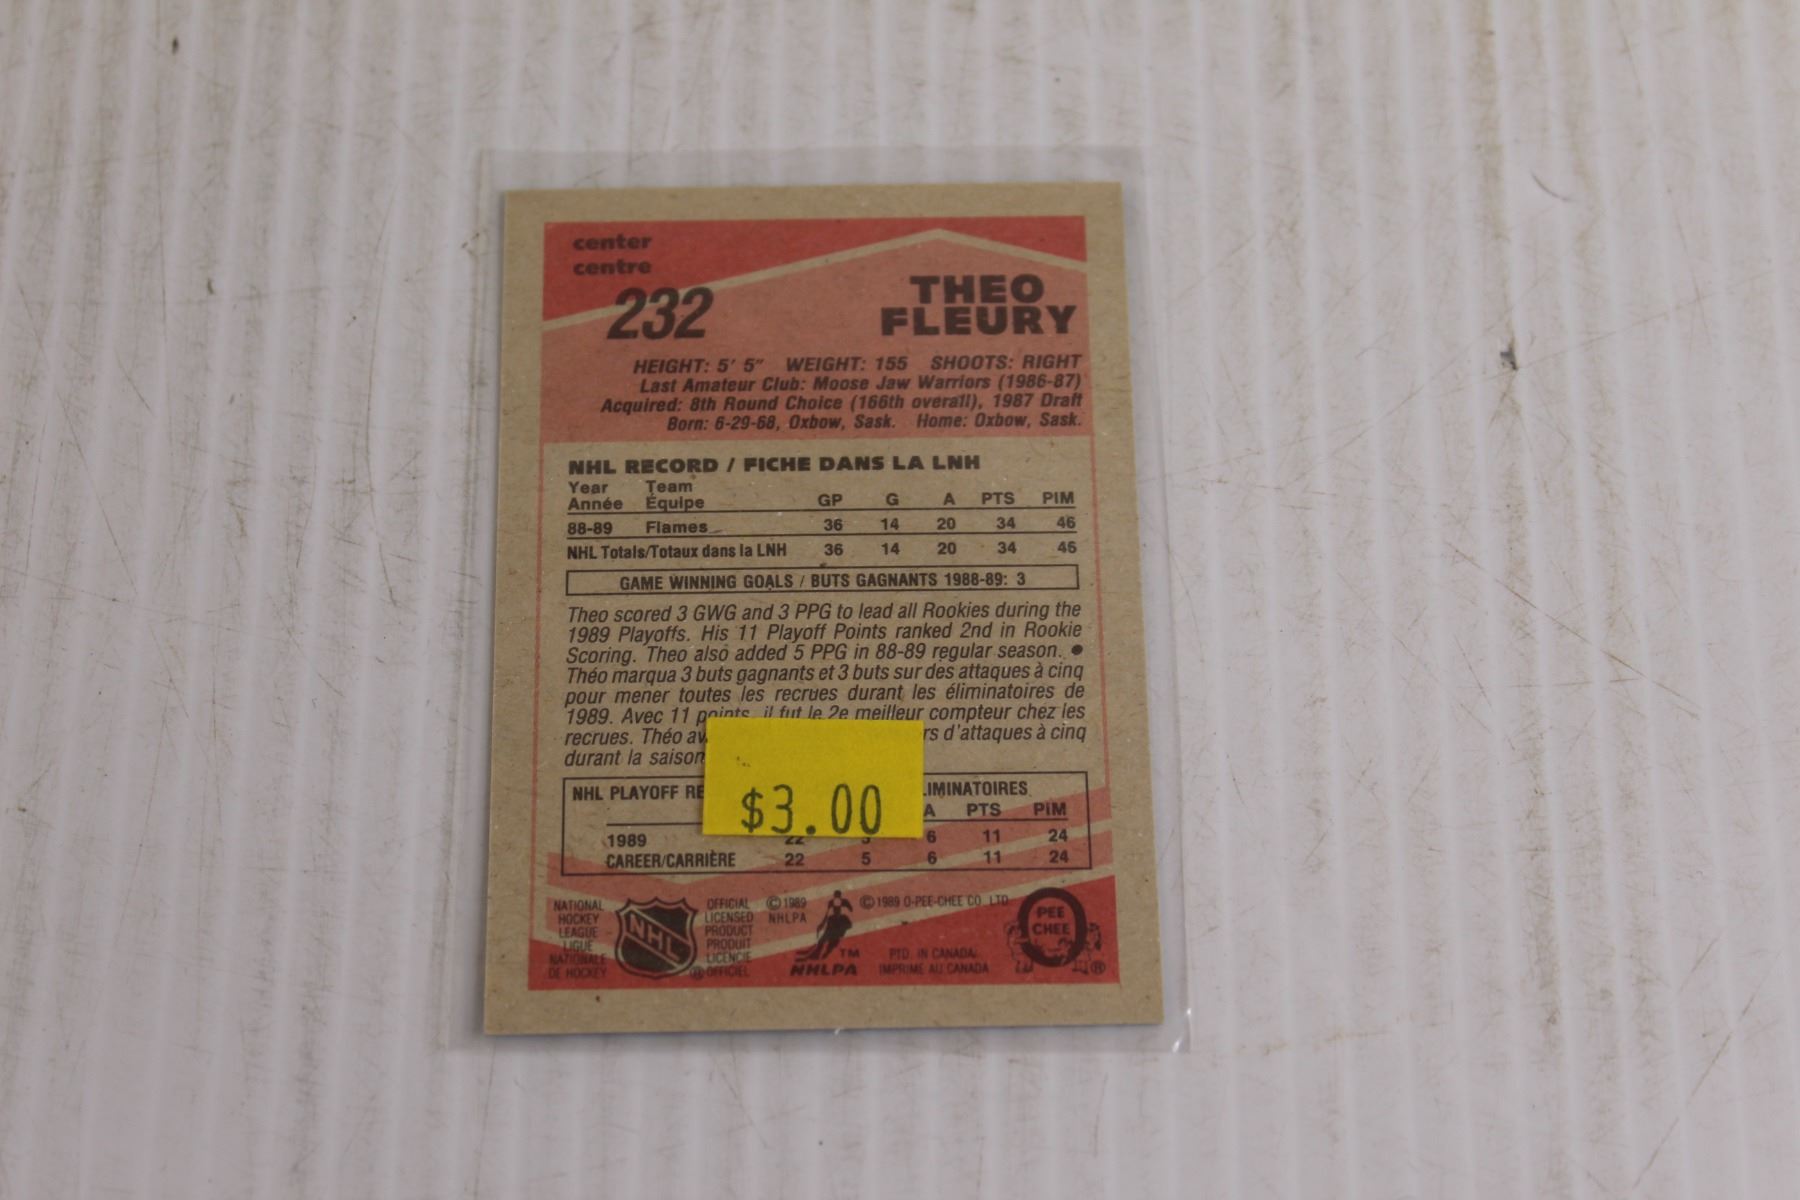 center
centre
232
THEO
FLEURY
HEIGHT: 5' 5" WEIGHT: 155 SHOOTS: RIGHT
Last Amateur Club: Moose Jaw Warriors (1986-87)
Acquired: 8th Round Choice (166th overall), 1987 Draft
Born: 6-29-68, Oxbow, Sask. Home: Oxbow, Sask.
NHL RECORD / FICHE DANS LA LNH
Year Team
Année Équipe GP G A PTS PIM
88-89 Flames 36 14 20 34 46
NHL Totals/Totaux dans la LNH 36 14 20 34 46
GAME WINNING GOALS / BUTS GAGNANTS 1988-89: 3
Theo scored 3 GWG and 3 PPG to lead all Rookies during the
1989 Playoffs. His 11 Playoff Points ranked 2nd in Rookie
Scoring. Theo also added 5 PPG in 88-89 regular season. •
Théo marqua 3 buts gagnants et 3 buts sur des attaques à cinq
pour mener toutes les recrues durant les éliminatoires de
1989. Avec 11 points, il fut le 2e meilleur compteur chez les
recrues. Théo d'attaques à cinq
durant la saison
NHL PLAYOFF
A PTS PIM
$3.00
1989 22 5 6 11 24
CAREER/CARRIÈRE 22 5 6 11 24
NATIONAL
HOCKEY
LEAGUE
LIGUE
NATIONALE
DE HOCKEY
NHL
OFFICIAL
LICENSED
PRODUCT
PRODUIT
LICENCIE
® OFFICIEL
© 1989
NHLPA
TM
NHLPA
© 1989 O-PEE-CHEE CO. LTD.
PTD. IN CANADA/
IMPRIME AU CANADA
O
PEE
CHEE
®